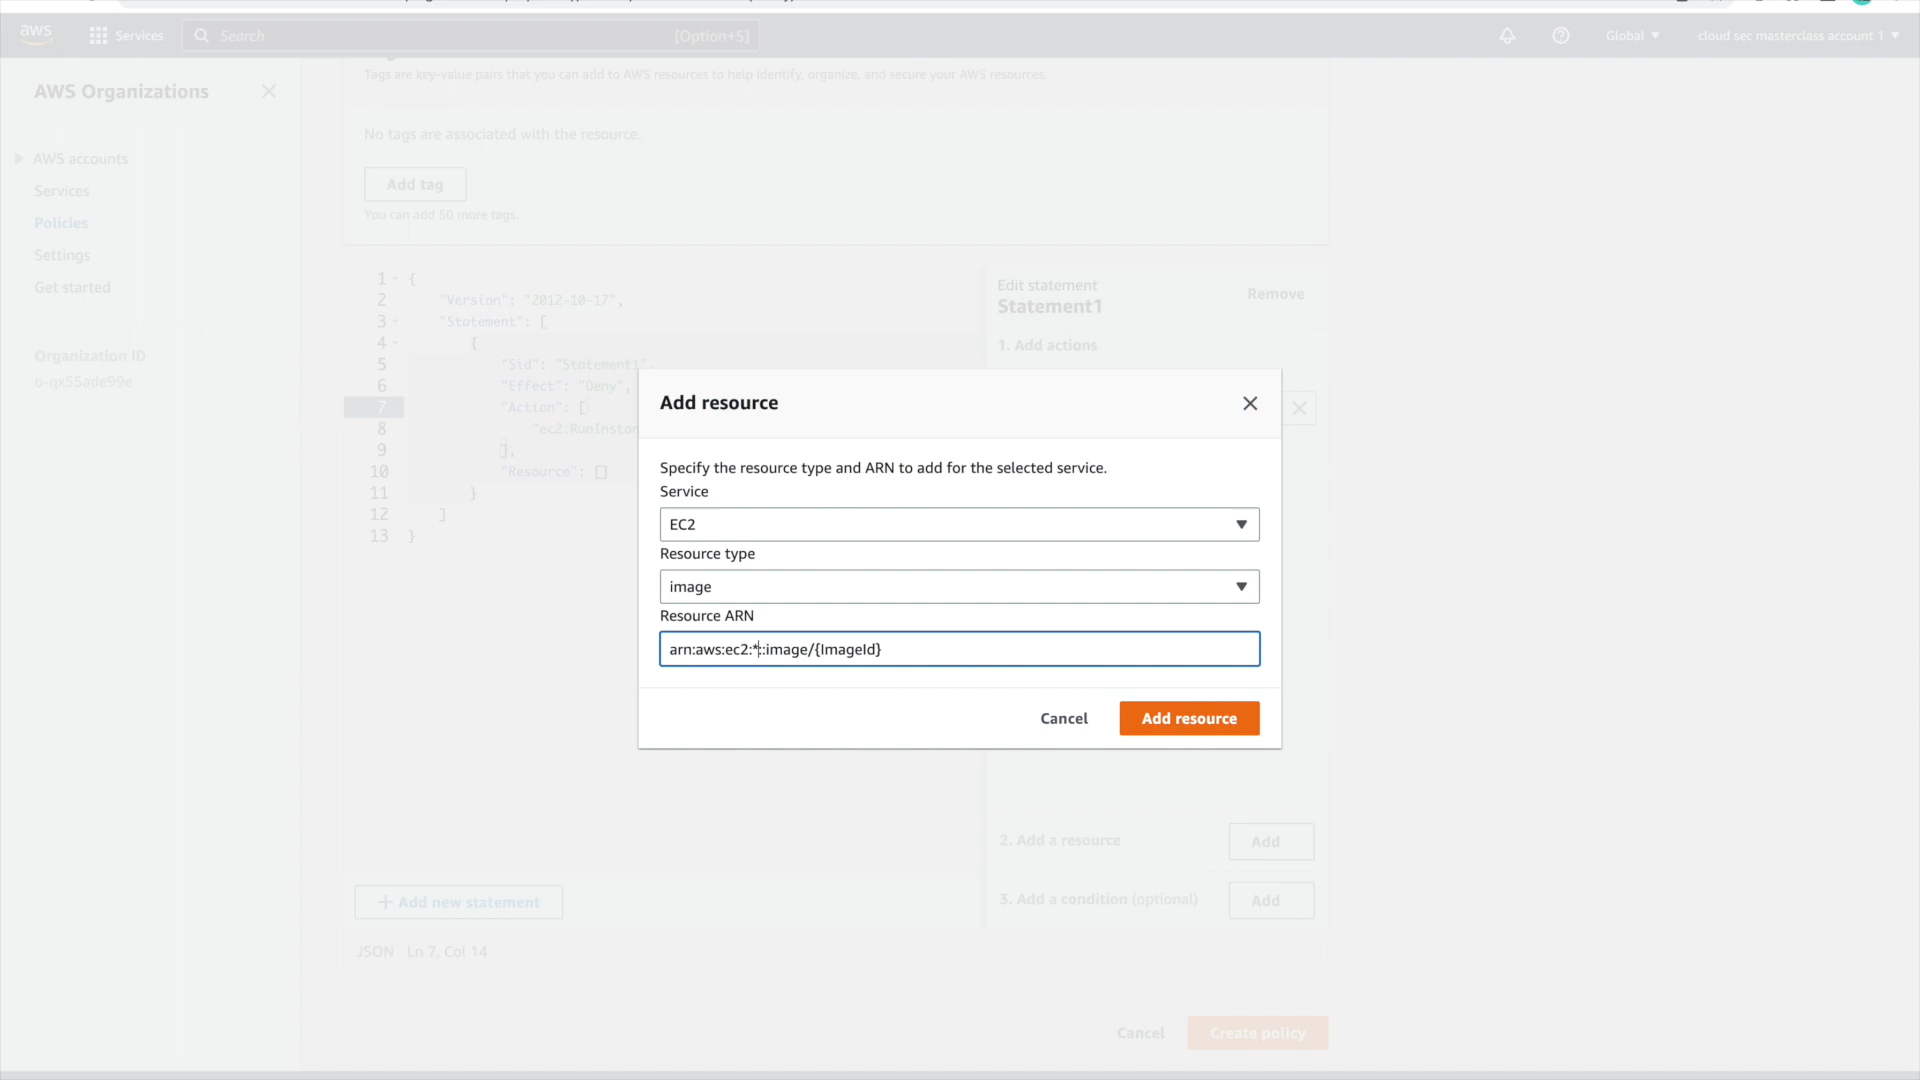 aws
Services
Search
[Option+S]
Global
cloud sec masterclass account 1
AWS Organizations
AWS accounts
Services
Policies
Settings
Get started
Organization ID
o-qx55ade99e
Tags are key-value pairs that you can add to AWS resources to help identify, organize, and secure your AWS resources.
No tags are associated with the resource.
Add tag
You can add 50 more tags.
1 {
2 "Version": "2012-10-17",
3 "Statement": [
4 {
5 "Sid": "Statement1",
6 "Effect": "Deny",
7 "Action": [
8 "ec2:RunInstan
9 ],
10 "Resource": []
11 }
12 ]
13 }
Edit statement
Statement1
Remove
1. Add actions
Add resource
Specify the resource type and ARN to add for the selected service.
Service
EC2
Resource type
image
Resource ARN
arn:aws:ec2:*::image/{ImageId}
Cancel
Add resource
2. Add a resource
Add
3. Add a condition (optional)
Add
+ Add new statement
JSON Ln 7, Col 14
Cancel
Create policy